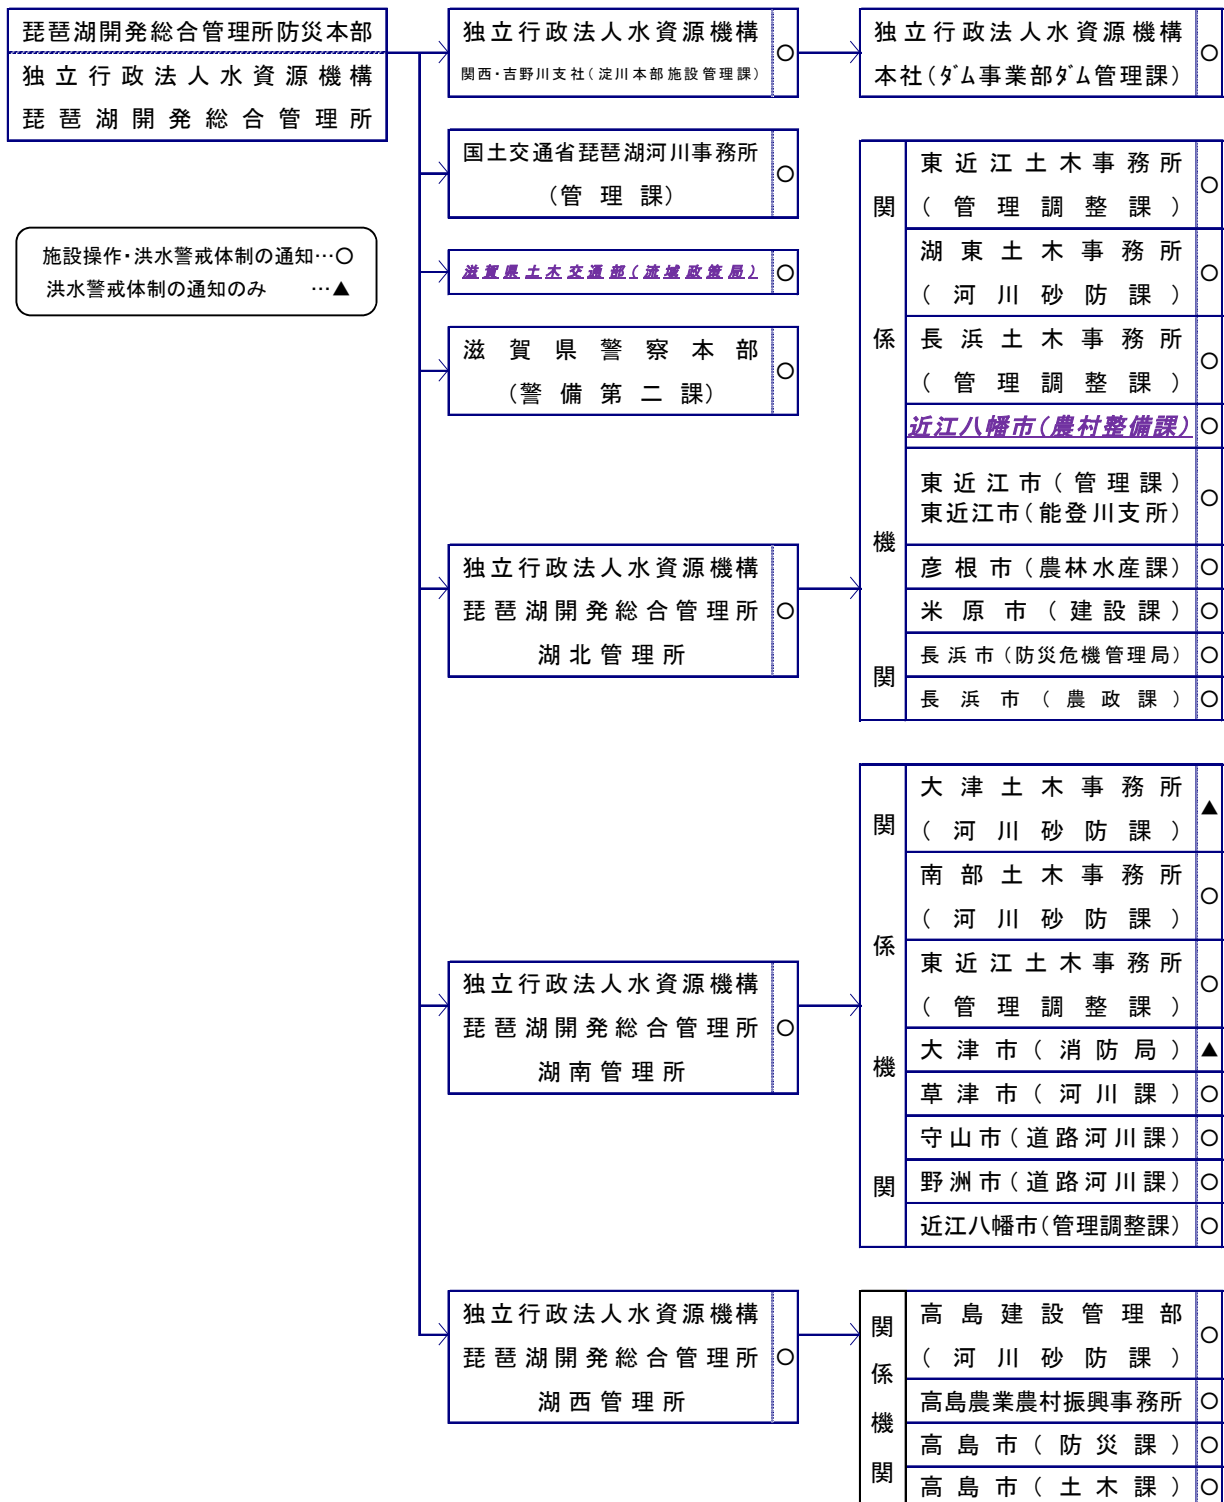 琵琶湖開発総合管理所防災本部
独立行政法人水資源機構
琵琶湖開発総合管理所
施設操作・洪水警戒体制の通知…○
洪水警戒体制の通知のみ …▲
独立行政法人水資源機構
関西・吉野川支社(淀川本部施設管理課)
○
独立行政法人水資源機構
本社(ダム事業部ダム管理課)
○
国土交通省琵琶湖河川事務所
(管理課)
○
滋賀県土木交通部(流域政策局)
○
滋賀県警察本部
(警備第二課)
○
独立行政法人水資源機構
琵琶湖開発総合管理所
湖北管理所
○
関係機関
東近江土木事務所
(管理調整課)
○
湖東土木事務所
(河川砂防課)
○
長浜土木事務所
(管理調整課)
○
近江八幡市(農村整備課)
○
東近江市(管理課)
東近江市(能登川支所)
○
彦根市(農林水産課)
○
米原市(建設課)
○
長浜市(防災危機管理局)
○
長浜市(農政課)
○
独立行政法人水資源機構
琵琶湖開発総合管理所
湖南管理所
○
関係機関
大津土木事務所
(河川砂防課)
▲
南部土木事務所
(河川砂防課)
○
東近江土木事務所
(管理調整課)
○
大津市(消防局)
▲
草津市(河川課)
○
守山市(道路河川課)
○
野洲市(道路河川課)
○
近江八幡市(管理調整課)
○
独立行政法人水資源機構
琵琶湖開発総合管理所
湖西管理所
○
関係機関
高島建設管理部
(河川砂防課)
○
高島農業農村振興事務所
○
高島市(防災課)
○
高島市(土木課)
○